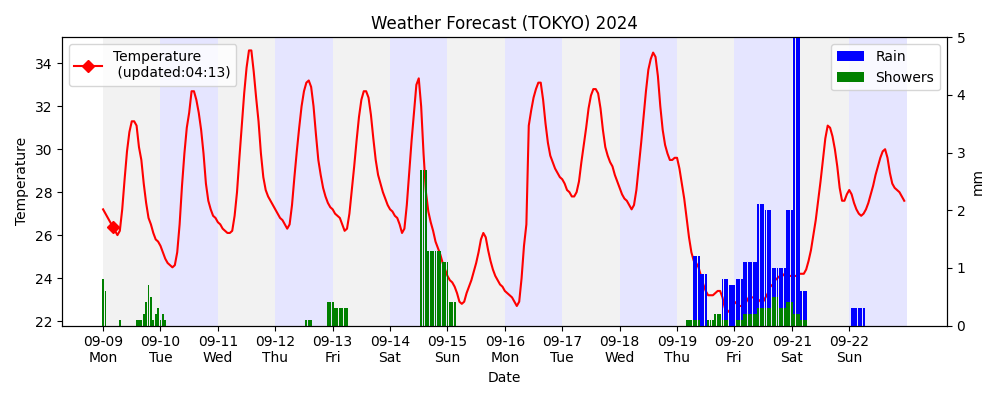 Weather Forecast (TOKYO) 2024
Temperature
(updated:04:13)
Rain
Showers
Temperature
34
32
30
28
26
24
22
5
4
3
2
1
0
mm
09-09 09-10 09-11 09-12 09-13 09-14 09-15 09-16 09-17 09-18 09-19 09-20 09-21 09-22
Mon Tue Wed Thu Fri Sat Sun Mon Tue Wed Thu Fri Sat Sun
Date